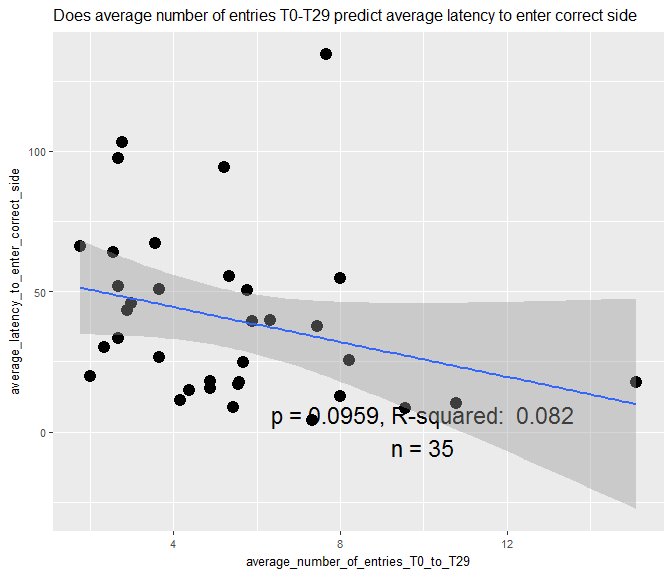 Does average number of entries T0-T29 predict average latency to enter correct side
average_latency_to_enter_correct_side
100
50
0
p = 0.0959, R-squared:  0.082
n = 35
4
8
12
average_number_of_entries_T0_to_T29